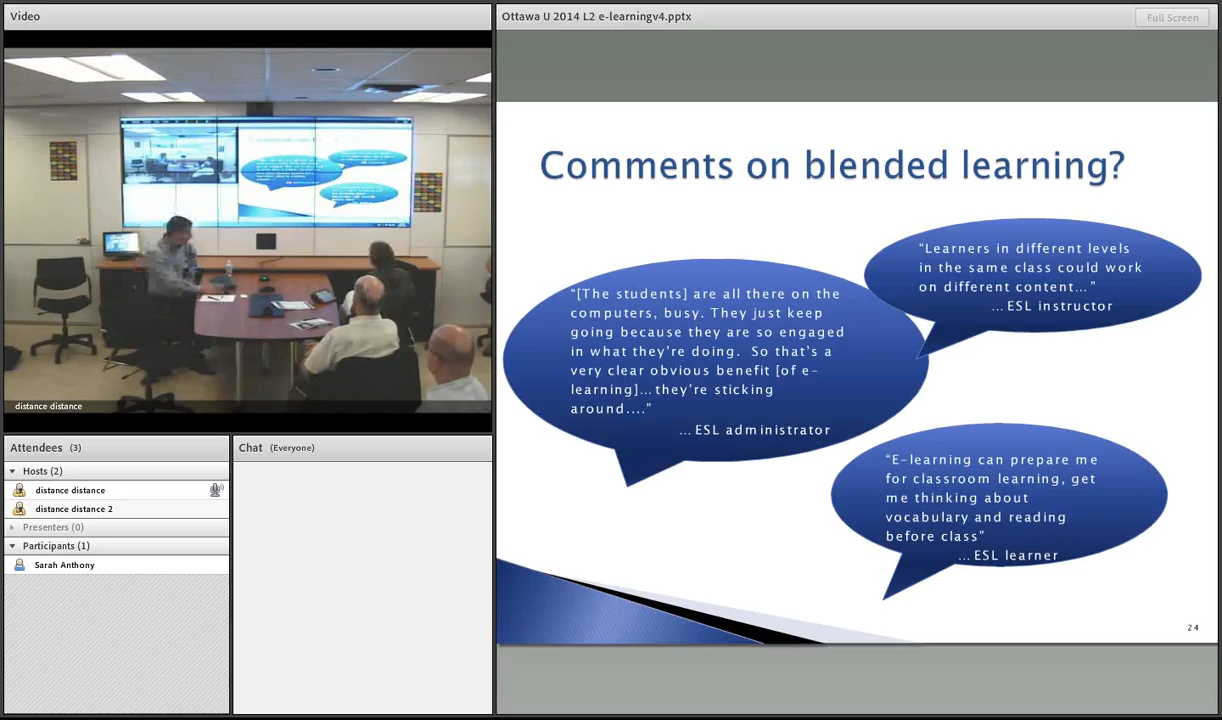 Video
Ottawa U 2014 L2 e-learningv4.pptx
Full Screen
distance distance
Attendees (3)
Hosts (2)
distance distance
distance distance 2
Presenters (0)
Participants (1)
Sarah Anthony
Chat (Everyone)
Comments on blended learning?
“[The students] are all there on the
computers, busy. They just keep
going because they are so engaged
in what they’re doing. So that’s a
very clear obvious benefit [of e-
learning]…they’re sticking
around....”
…ESL administrator
“Learners in different levels
in the same class could work
on different content…”
…ESL instructor
“E-learning can prepare me
for classroom learning, get
me thinking about
vocabulary and reading
before class”
…ESL learner
24